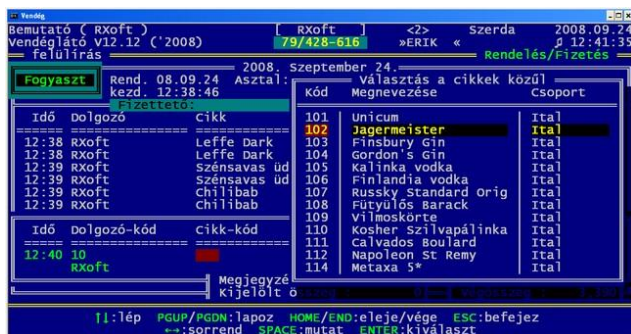 Vendég
Bemutató ( RXoft ) [ RXoft ] <2> Szerda 2008.09.24
Vendéglátó V12.12 ('2008) 79/428-616 »ERIK « 12:41:35
felülírás Rendelés/Fizetés
2008. Szeptember 24.
Fogyaszt Rend. 08.09.24 Asztal:
kezd. 12:38:46
Fizettető:
Idő Dolgozó Cikk
12:38 RXoft Leffe Dark
12:38 RXoft Leffe Dark
12:39 RXoft Szénsavas üd
12:39 RXoft Szénsavas üd
12:39 RXoft Chilibab
12:39 RXoft Chilibab
Idő Dolgozó-kód Cikk-kód
12:40 10
RXoft
Megjegyzé
Kijelölt ö
Választás a cikkek közűl
Kód Megnevezése Csoport
101 Unicum Ital
102 Jagermeister Ital
103 Finsbury Gin Ital
104 Gordon's Gin Ital
105 Kalinka vodka Ital
106 Finlandia vodka Ital
107 Russky Standard Orig Ital
108 Fütyülős Barack Ital
109 Vilmoskörte Ital
110 Kosher Szilvapálinka Ital
111 Calvados Boulard Ital
112 Napoleon St Remy Ital
114 Metaxa 5* Ital
↑↓:lép PGUP/PGDN:lapoz HOME/END:eleje/vége ESC:befejez
←→:sorrend SPACE:mutat ENTER:kiválaszt